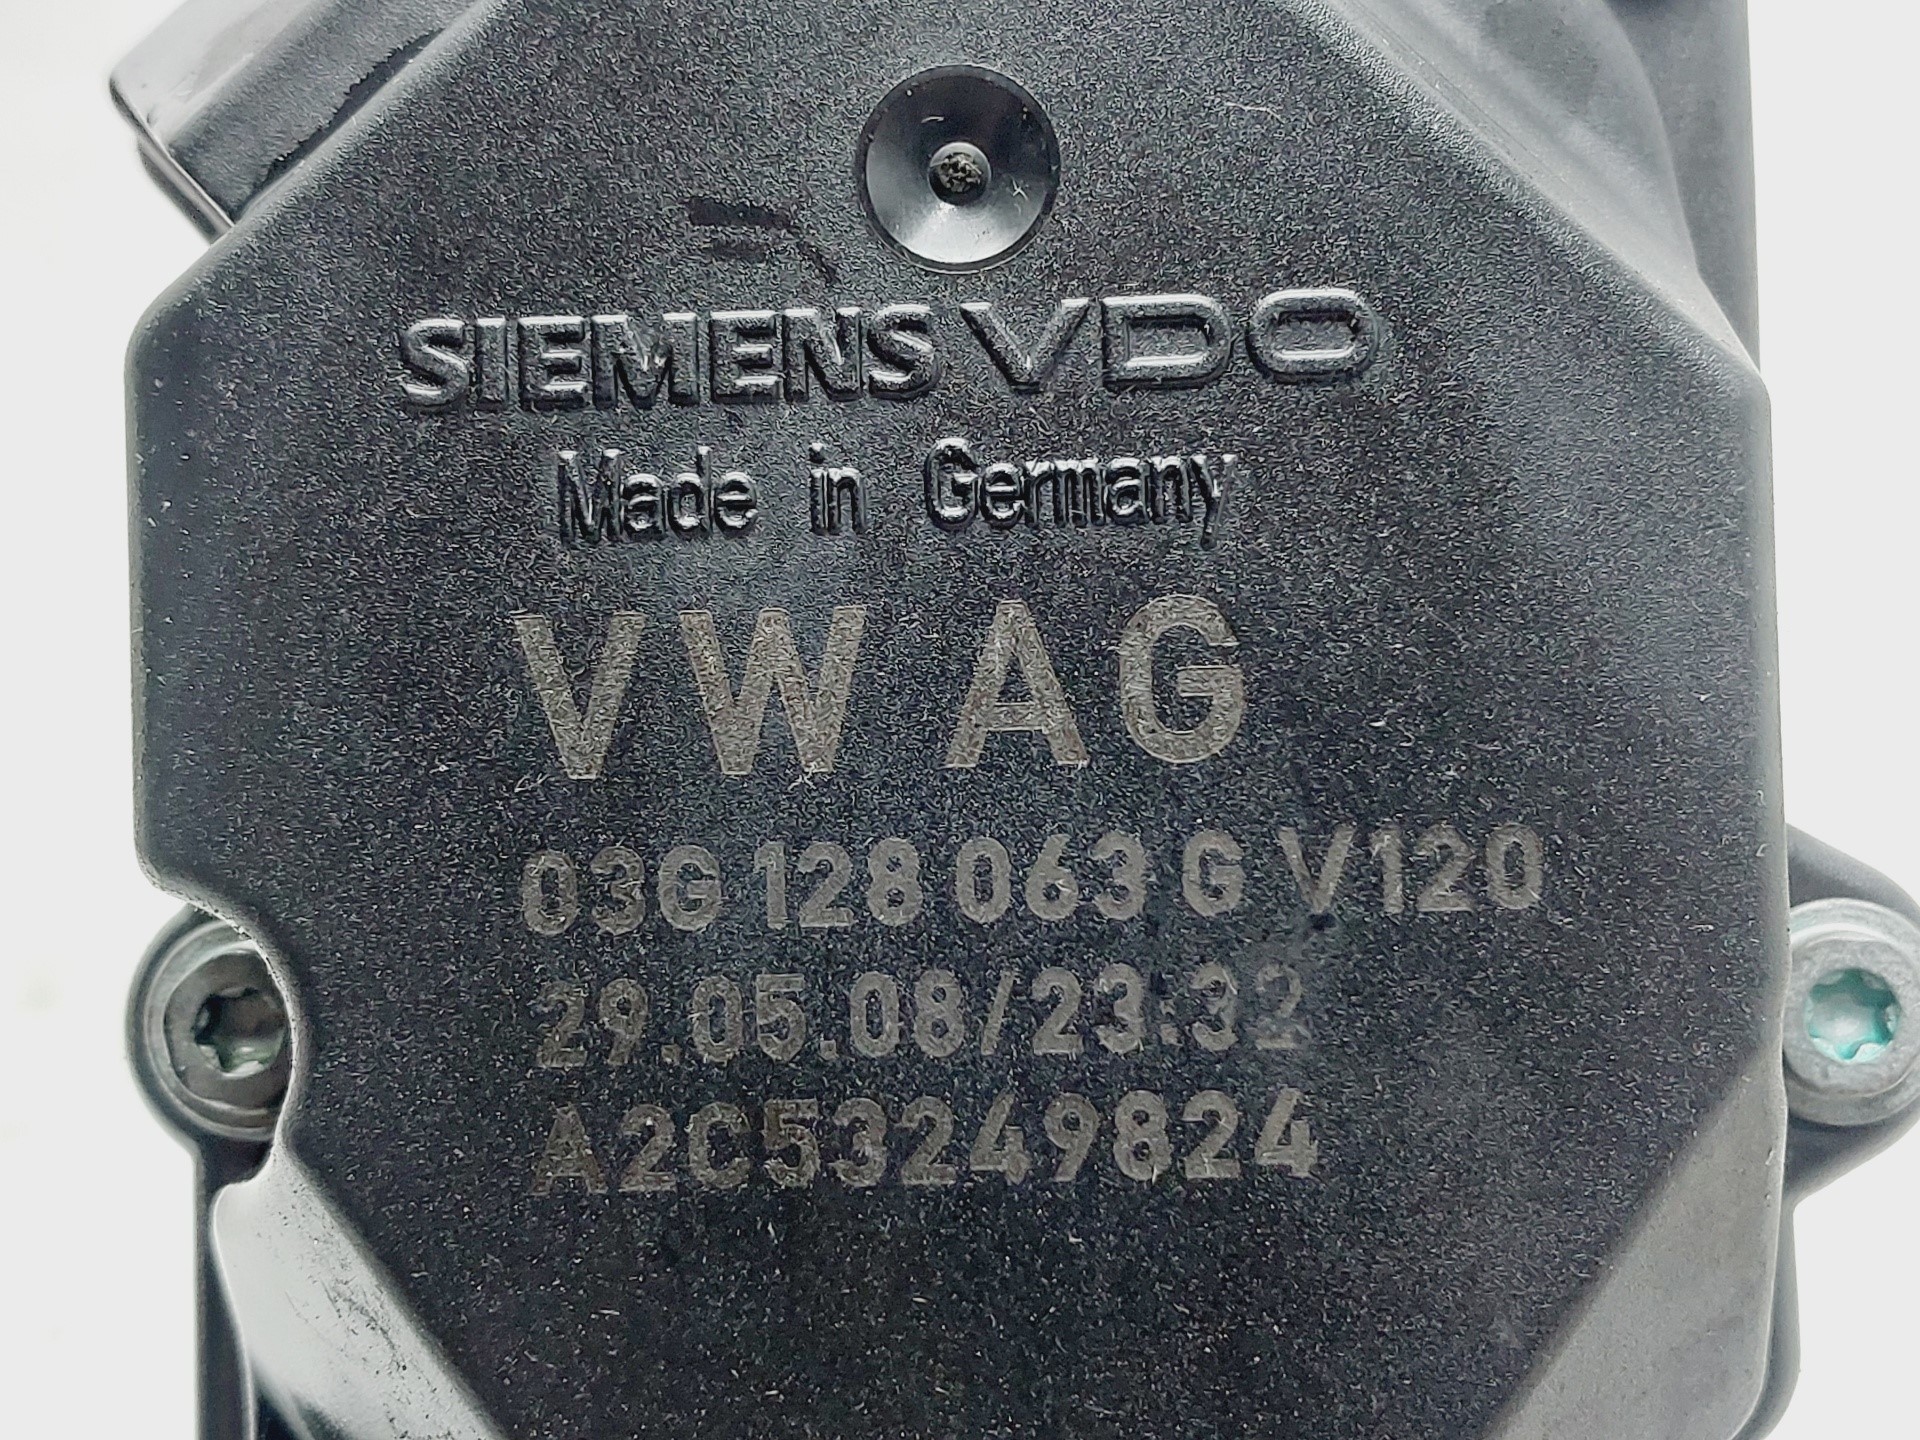 SIEMENS VDO
Made in Germany
VW AG
03G 128 063 G V120
29.05.08/23:32
A2C53249824